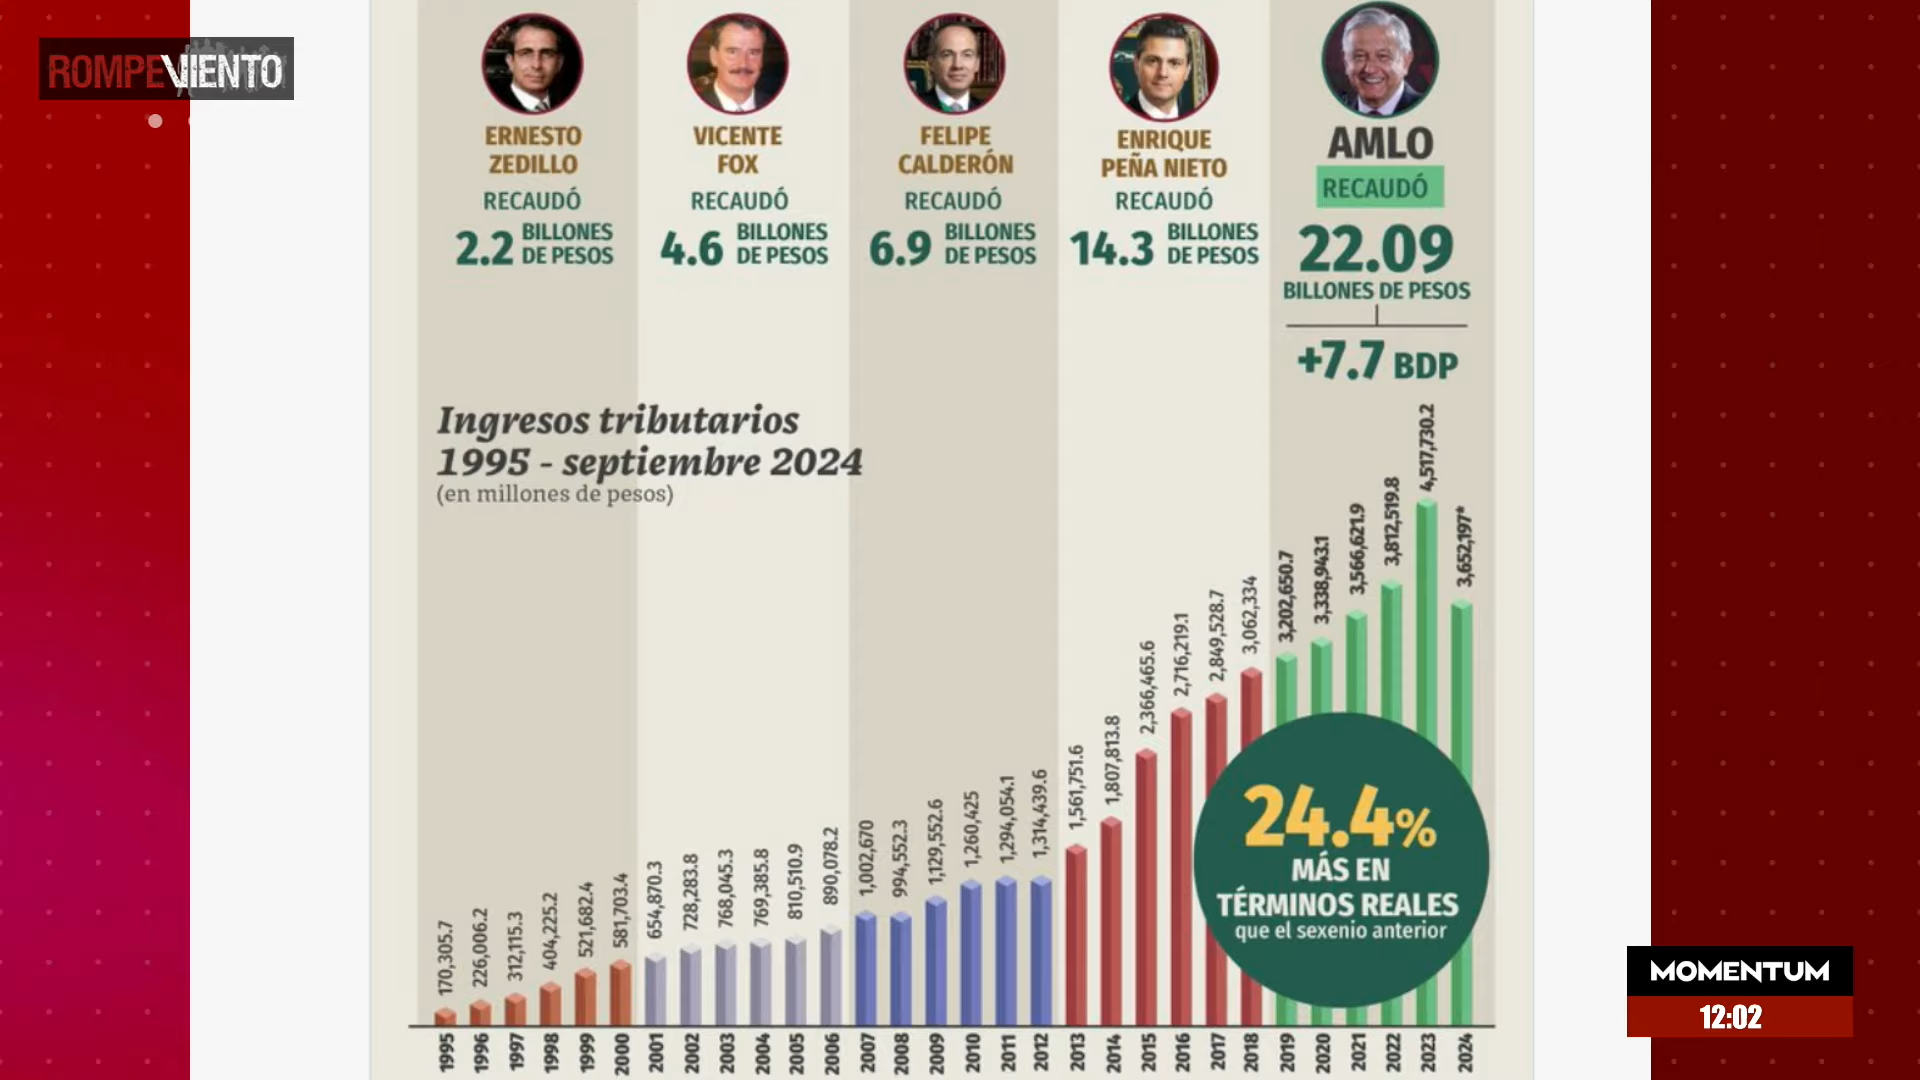 ROMPEVIENTO
ERNESTO
ZEDILLO
RECAUDÓ
2.2 BILLONES
DE PESOS
VICENTE
FOX
RECAUDÓ
4.6 BILLONES
DE PESOS
FELIPE
CALDERÓN
RECAUDÓ
6.9 BILLONES
DE PESOS
ENRIQUE
PEÑA NIETO
RECAUDÓ
14.3 BILLONES
DE PESOS
AMLO
RECAUDÓ
22.09
BILLONES DE PESOS
+7.7 BDP
Ingresos tributarios
1995 - septiembre 2024
(en millones de pesos)
170,305.7
226,006.2
312,115.3
404,225.2
521,682.4
581,703.4
654,870.3
728,283.8
768,045.3
769,385.8
810,510.9
890,078.2
1,002,670
994,552.3
1,129,552.6
1,260,425
1,294,054.1
1,314,439.6
1,561,751.6
1,807,813.8
2,366,465.6
2,716,219.1
2,849,528.7
3,062,334
3,202,650.7
3,338,943.1
3,566,621.9
3,812,519.8
4,517,730.2
3,652,197*
24.4%
MÁS EN
TÉRMINOS REALES
que el sexenio anterior
1995
1996
1997
1998
1999
2000
2001
2002
2003
2004
2005
2006
2007
2008
2009
2010
2011
2012
2013
2014
2015
2016
2017
2018
2019
2020
2021
2022
2023
2024
MOMENTUM
12:02